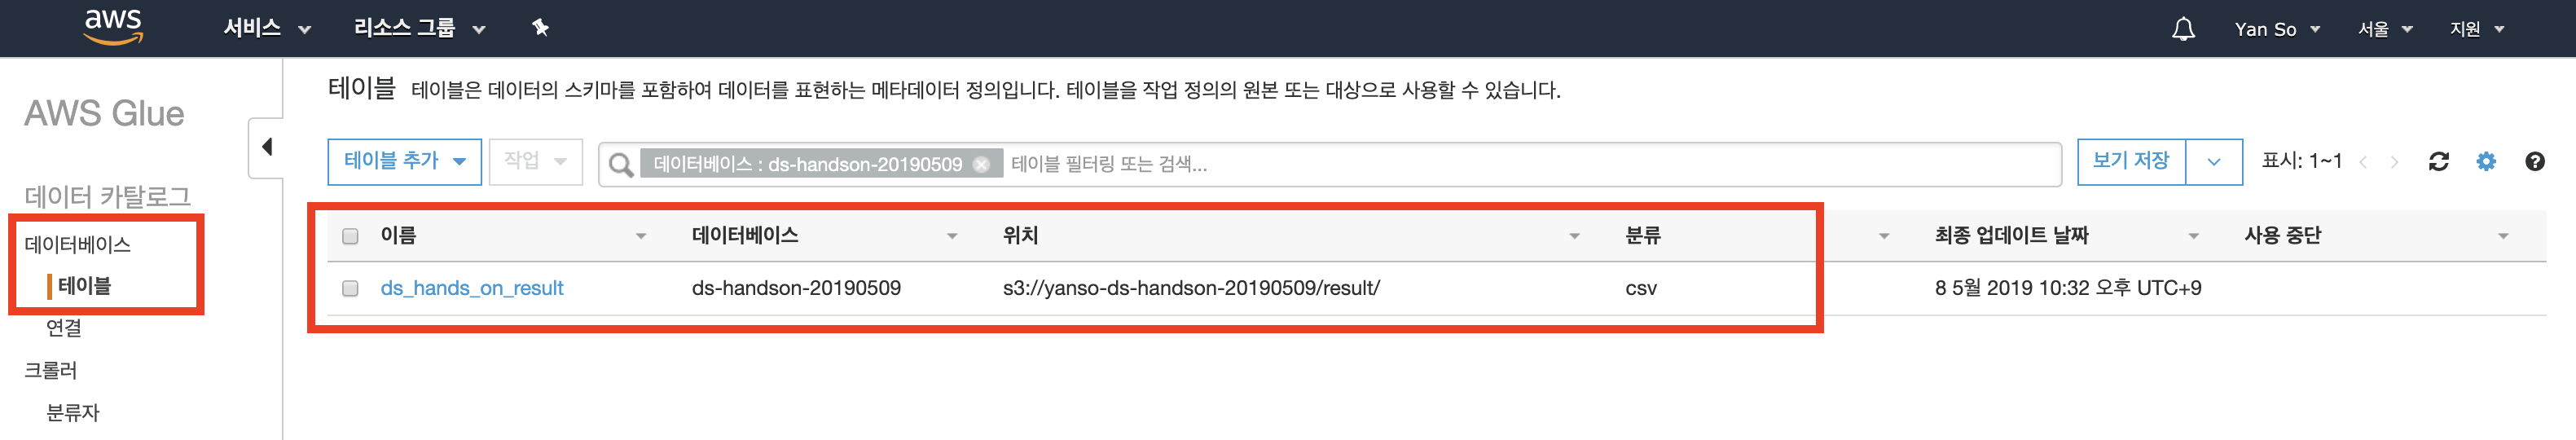 aws 서비스 리소스 그룹 Yan So 서울 지원
AWS Glue
데이터 카탈로그
데이터베이스
테이블
연결
크롤러
분류자
테이블 테이블은 데이터의 스키마를 포함하여 데이터를 표현하는 메타데이터 정의입니다. 테이블을 작업 정의의 원본 또는 대상으로 사용할 수 있습니다.
테이블 추가 작업 데이터베이스 : ds-handson-20190509 테이블 필터링 또는 검색... 보기 저장 표시: 1~1
이름 데이터베이스 위치 분류 최종 업데이트 날짜 사용 중단
ds_hands_on_result ds-handson-20190509 s3://yanso-ds-handson-20190509/result/ csv 8 5월 2019 10:32 오후 UTC+9